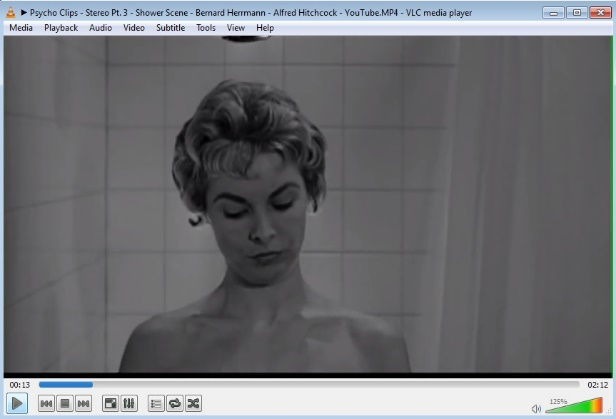 Psycho Clips - Stereo Pt. 3 - Shower Scene - Bernard Herrmann - Alfred Hitchcock - YouTube.MP4 - VLC media player
Media Playback Audio Video Subtitle Tools View Help
00:13 02:12
125%